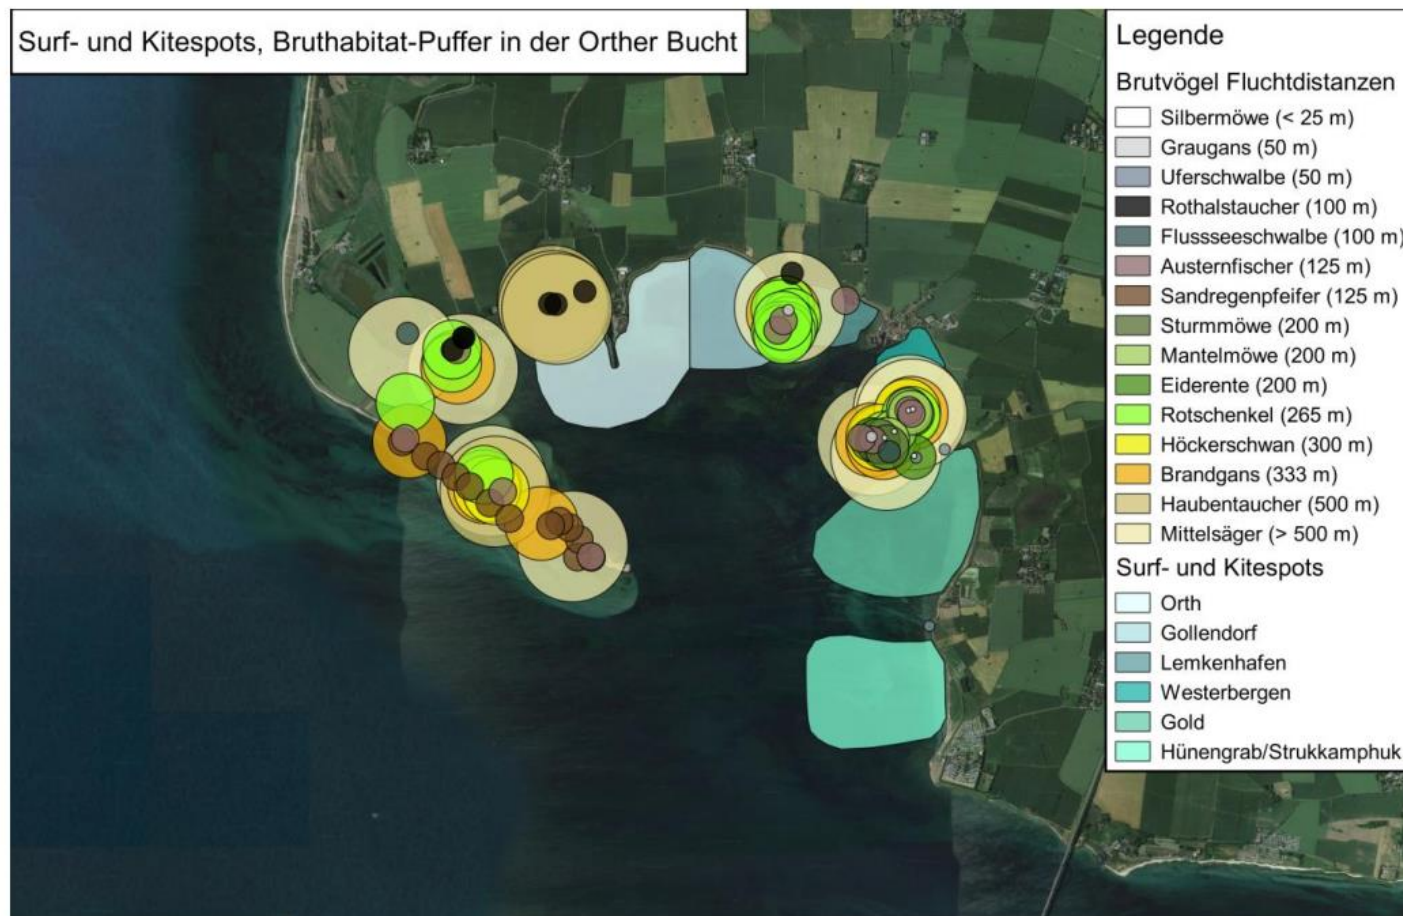 Surf- und Kitespots, Bruthabitat-Puffer in der Orther Bucht
Legende
Brutvögel Fluchtdistanzen
Silbermöwe (< 25 m)
Graugans (50 m)
Uferschwalbe (50 m)
Rothalstaucher (100 m)
Flussseeschwalbe (100 m)
Austernfischer (125 m)
Sandregenpfeifer (125 m)
Sturmmöwe (200 m)
Mantelmöwe (200 m)
Eiderente (200 m)
Rotschenkel (265 m)
Höckerschwan (300 m)
Brandgans (333 m)
Haubentaucher (500 m)
Mittelsäger (> 500 m)
Surf- und Kitespots
Orth
Gollendorf
Lemkenhafen
Westerbergen
Gold
Hünengrab/Strukkamphuk